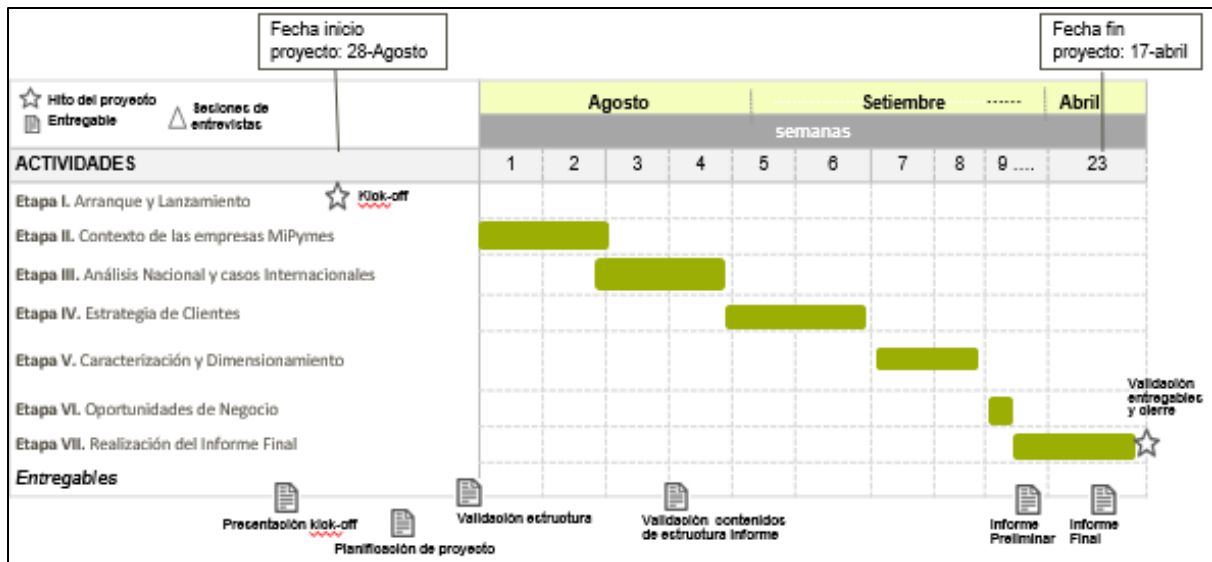 Fecha inicio
proyecto: 28-Agosto
Fecha fin
proyecto: 17-abril
Hito del proyecto
Entregable
Sesiones de
entrevistas
Agosto
Setiembre ------
Abril
semanas
ACTIVIDADES
1 2 3 4 5 6 7 8 9 .... 23
Etapa I. Arranque y Lanzamiento
Kick-off
Etapa II. Contexto de las empresas MiPymes
Etapa III. Análisis Nacional y casos Internacionales
Etapa IV. Estrategia de Clientes
Etapa V. Caracterización y Dimensionamiento
Etapa VI. Oportunidades de Negocio
Validación
entregables
y cierre
Etapa VII. Realización del Informe Final
Entregables
Presentación kick-off
Planificación de proyecto
Validación estructura
Validación contenidos
de estructura informe
Informe
Preliminar
Informe
Final